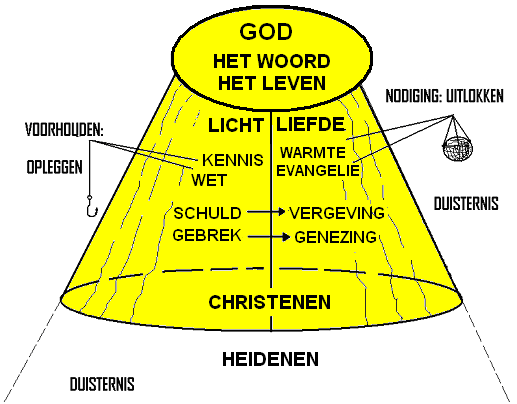 GOD
HET WOORD
HET LEVEN
NODIGING: UITLOKKEN
VOORHOUDEN:
LICHT LIEFDE
OPLEGGEN
KENNIS WARMTE
WET EVANGELIE
DUISTERNIS
SCHULD VERGEVING
GEBREK GENEZING
CHRISTENEN
HEIDENEN
DUISTERNIS